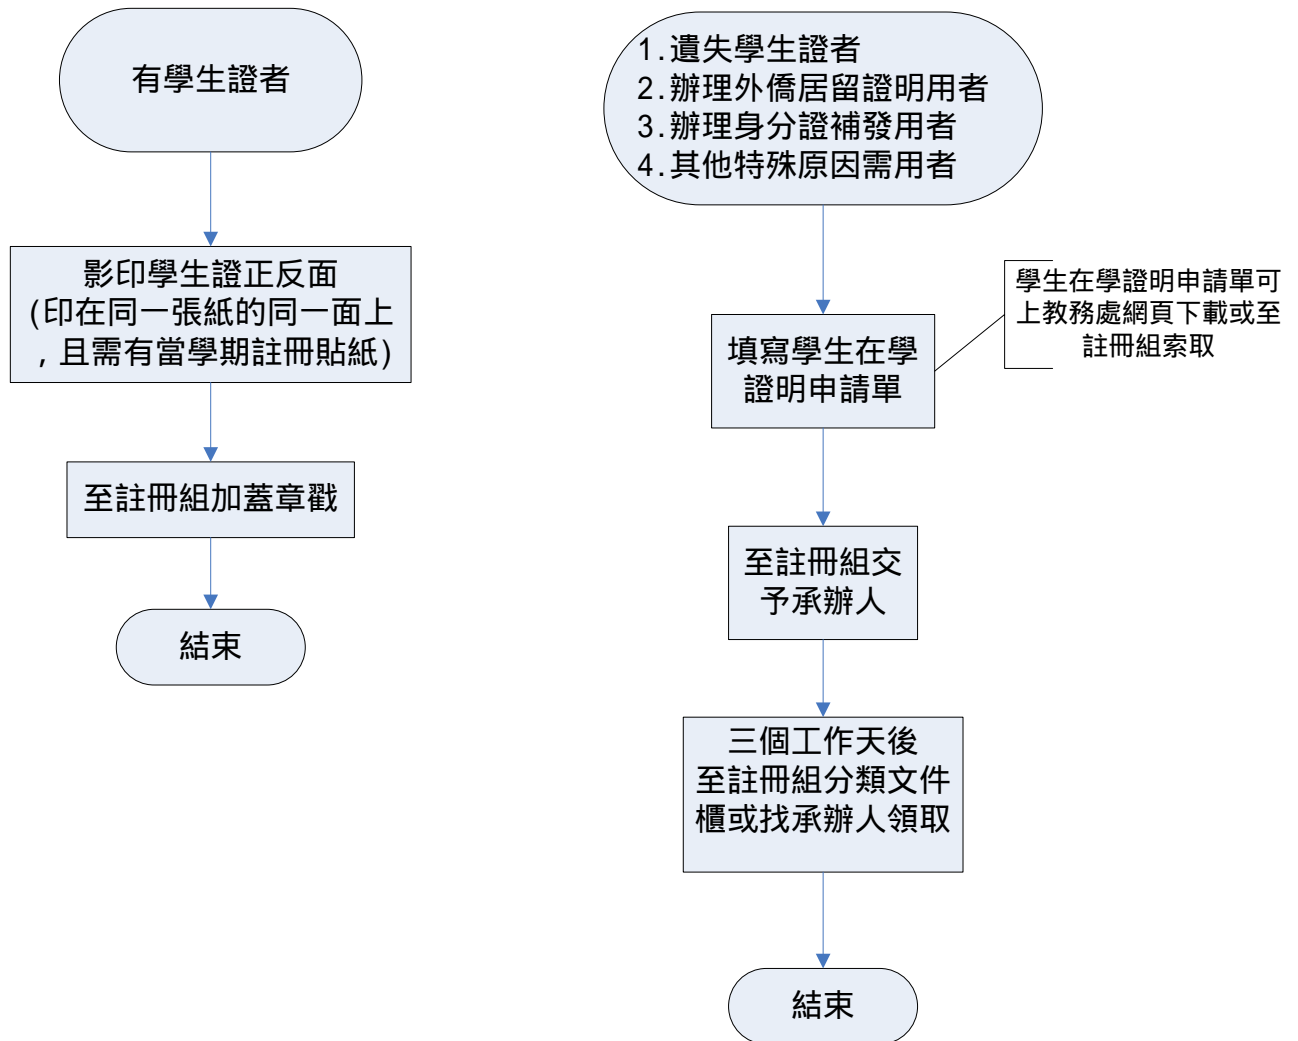 有學生證者
影印學生證正反面
(印在同一張紙的同一面上
,且需有當學期註冊貼紙)
至註冊組加蓋章戳
結束
1.遺失學生證者
2.辦理外僑居留證明用者
3.辦理身分證補發用者
4.其他特殊原因需用者
填寫學生在學
證明申請單
學生在學證明申請單可
上教務處網頁下載或至
註冊組索取
至註冊組交
予承辦人
三個工作天後
至註冊組分類文件
櫃或找承辦人領取
結束